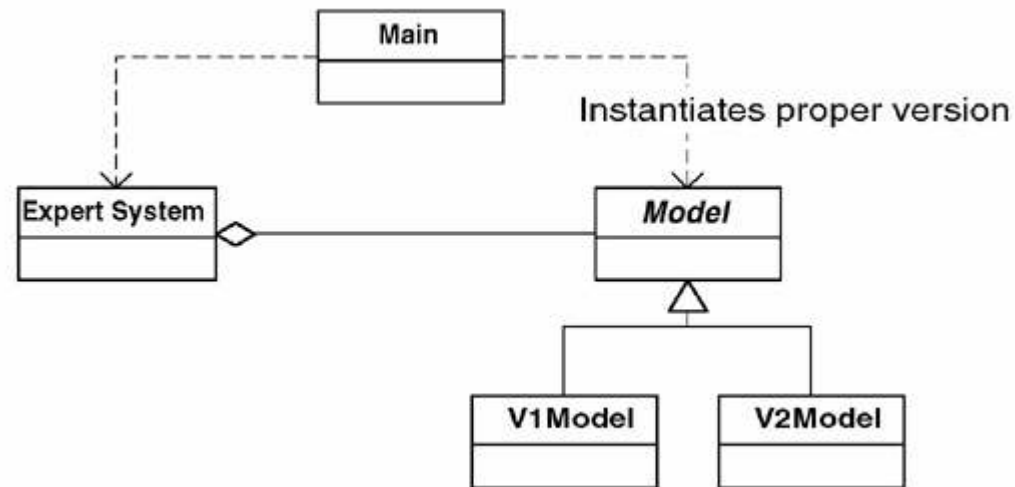 Main
Instantiates proper version
Expert System
Model
V1Model
V2Model